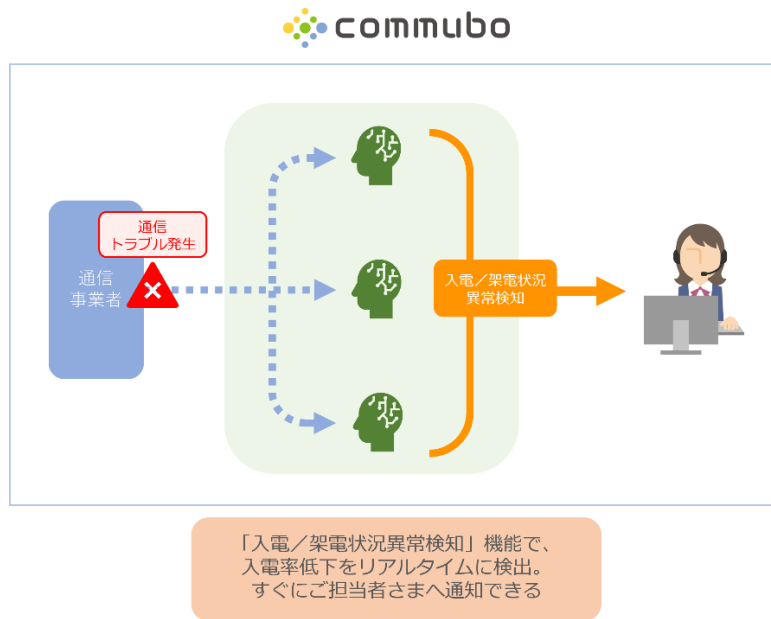 commubo
通信
トラブル発生
通信
事業者
入電／架電状況
異常検知
「入電／架電状況異常検知」機能で、
入電率低下をリアルタイムに検出。
すぐにご担当者さまへ通知できる